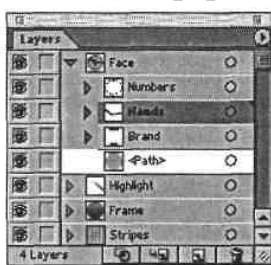 Layers
Face
Numbers
Hands
Brand
<Path>
Highlight
Frame
Stripes
4 Layers